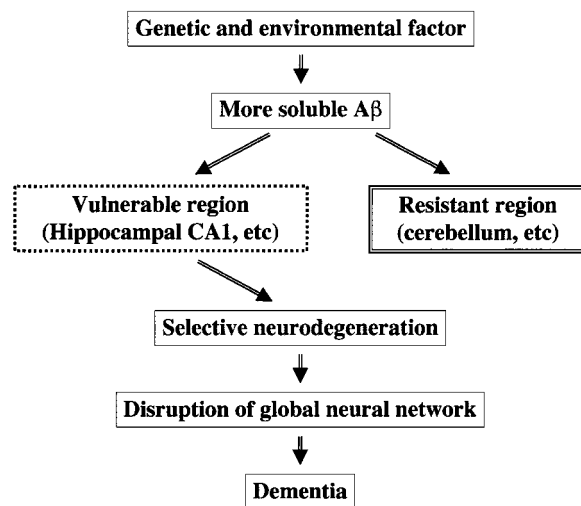 Genetic and environmental factor
More soluble Aβ
Vulnerable region
(Hippocampal CA1, etc)
Resistant region
(cerebellum, etc)
Selective neurodegeneration
Disruption of global neural network
Dementia